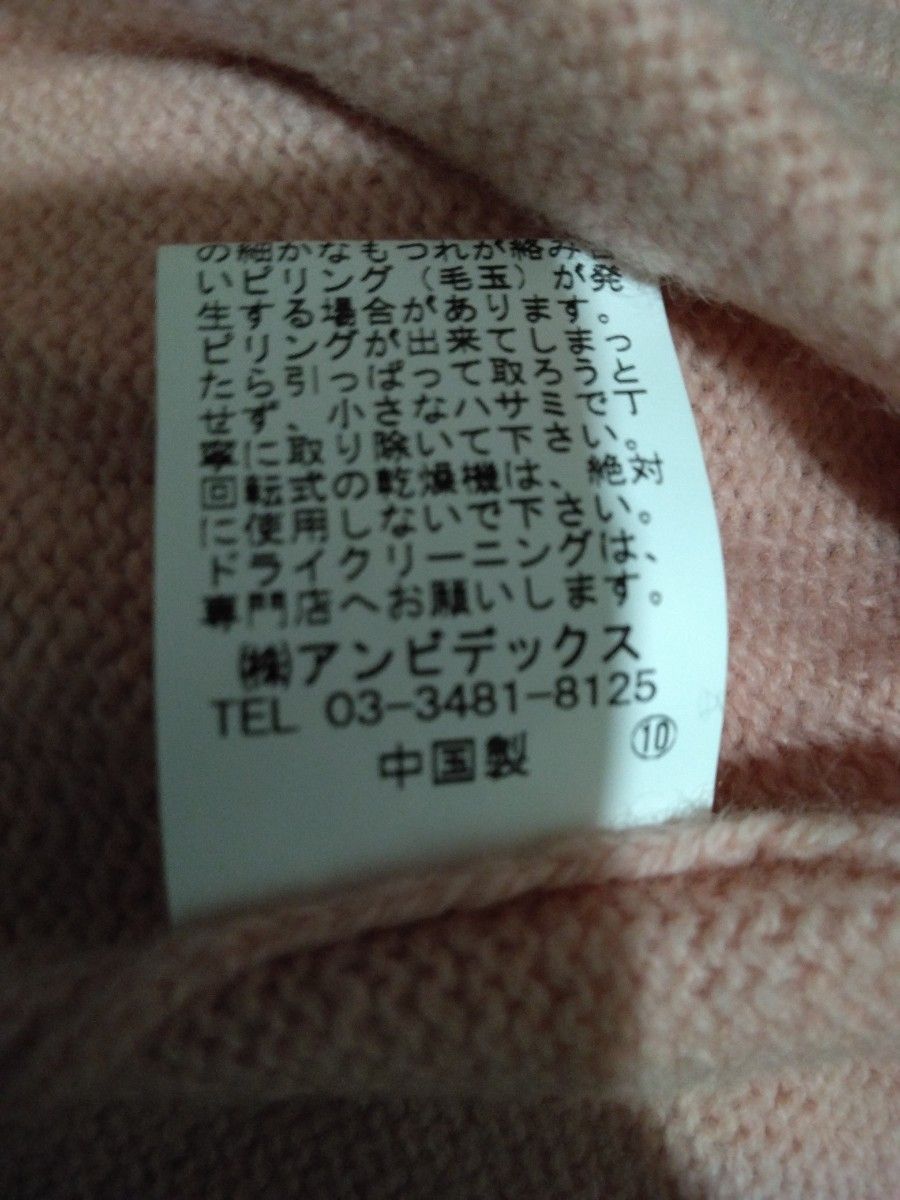 の細かなもつれが絡み合
いピリング（毛玉）が発
生する場合があります。
ピリングが出来てしまっ
たら引っぱって取ろうと
せず、小さなハサミで丁
寧に取り除いて下さい。
回転式の乾燥機は、絶対
に使用しないで下さい。
ドライクリーニングは、
専門店へお願いします。
㈱アンビデックス
TEL 03-3481-8125
中国製 ⑩